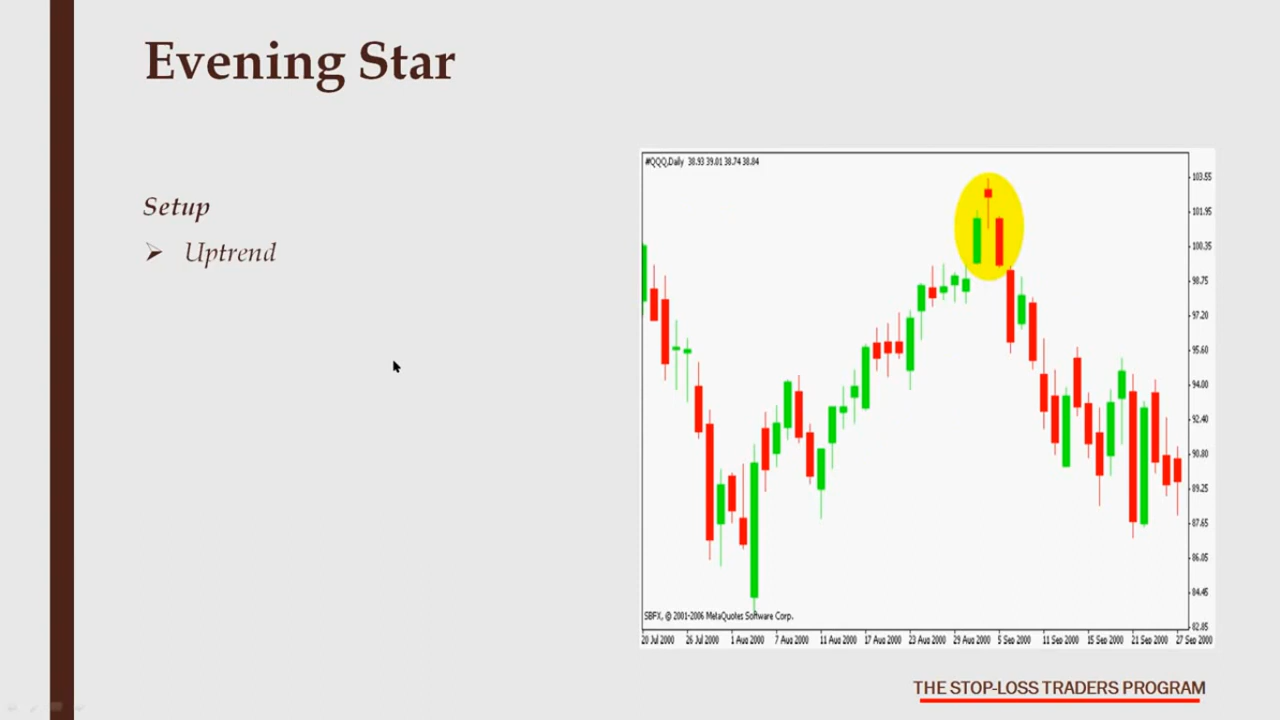 Evening Star
Setup
Uptrend
#QQQ,Daily 38.93 39.01 38.74 38.84
103.55
101.95
100.35
98.75
97.20
95.60
94.00
92.40
90.80
89.25
87.65
86.05
84.45
82.85
SBFX, © 2001-2006 MetaQuotes Software Corp.
20 Jul 2000 26 Jul 2000 1 Aug 2000 7 Aug 2000 11 Aug 2000 17 Aug 2000 23 Aug 2000 29 Aug 2000 5 Sep 2000 11 Sep 2000 15 Sep 2000 21 Sep 2000 27 Sep 2000
THE STOP-LOSS TRADERS PROGRAM